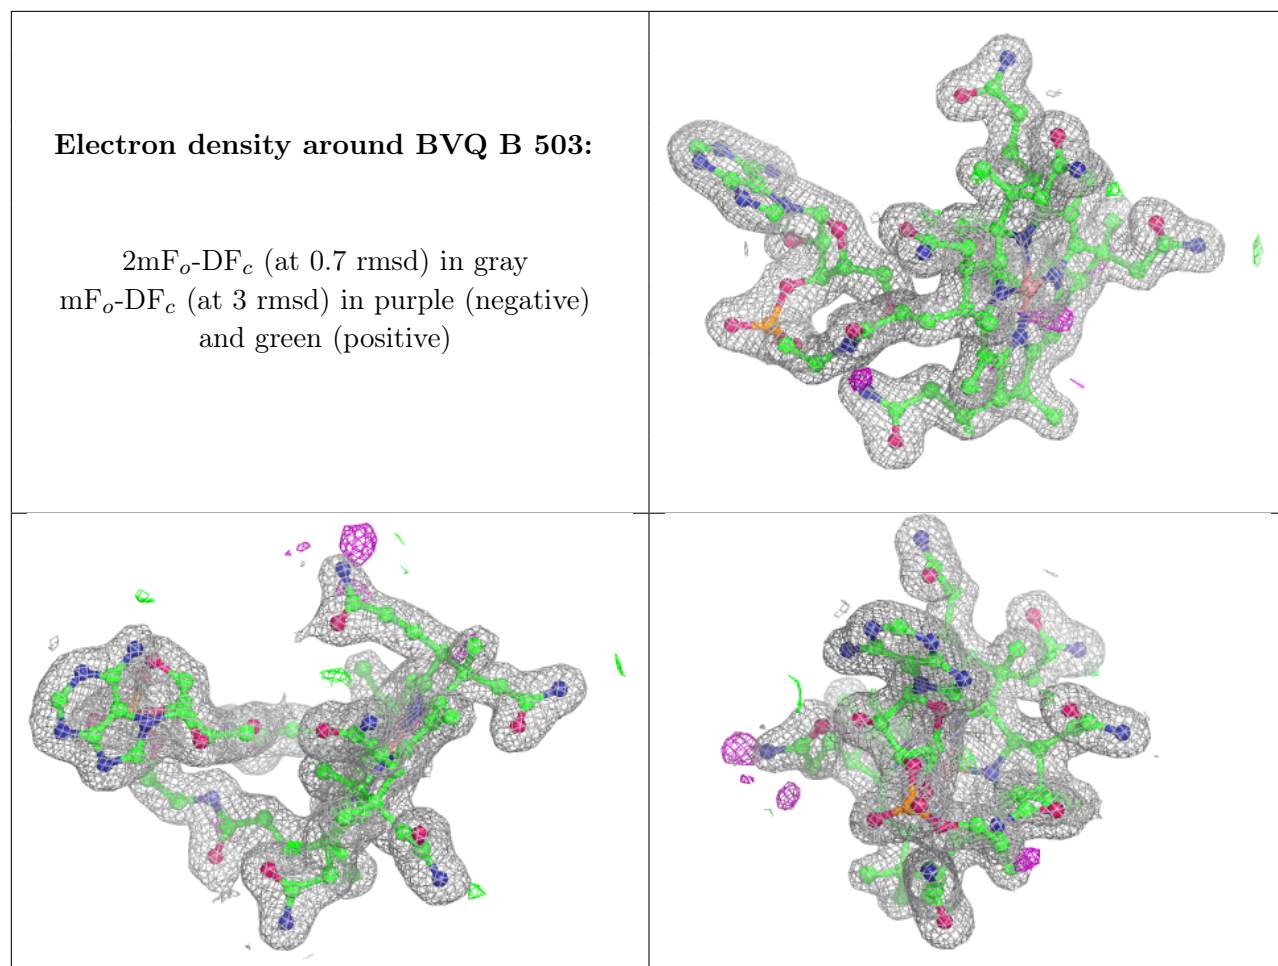 Electron density around BVQ B 503:
2mFo-DFc (at 0.7 rmsd) in gray
mFo-DFc (at 3 rmsd) in purple (negative)
and green (positive)